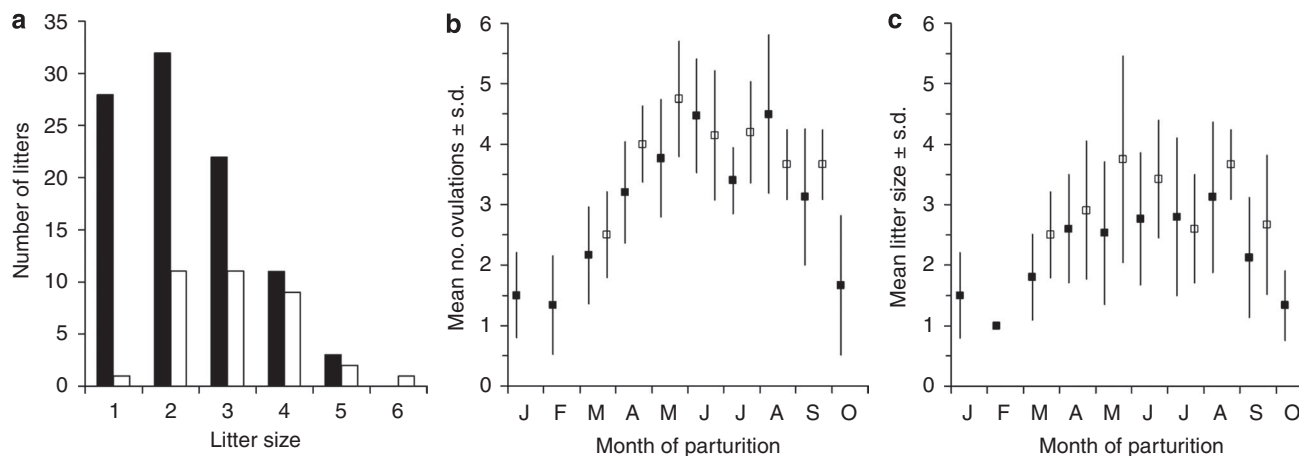 a
Number of litters
35
30
25
20
15
10
5
0
1 2 3 4 5 6
Litter size
b
Mean no. ovulations ± s.d.
6
5
4
3
2
1
0
J F M A M J J A S O
Month of parturition
c
Mean litter size ± s.d.
6
5
4
3
2
1
0
J F M A M J J A S O
Month of parturition